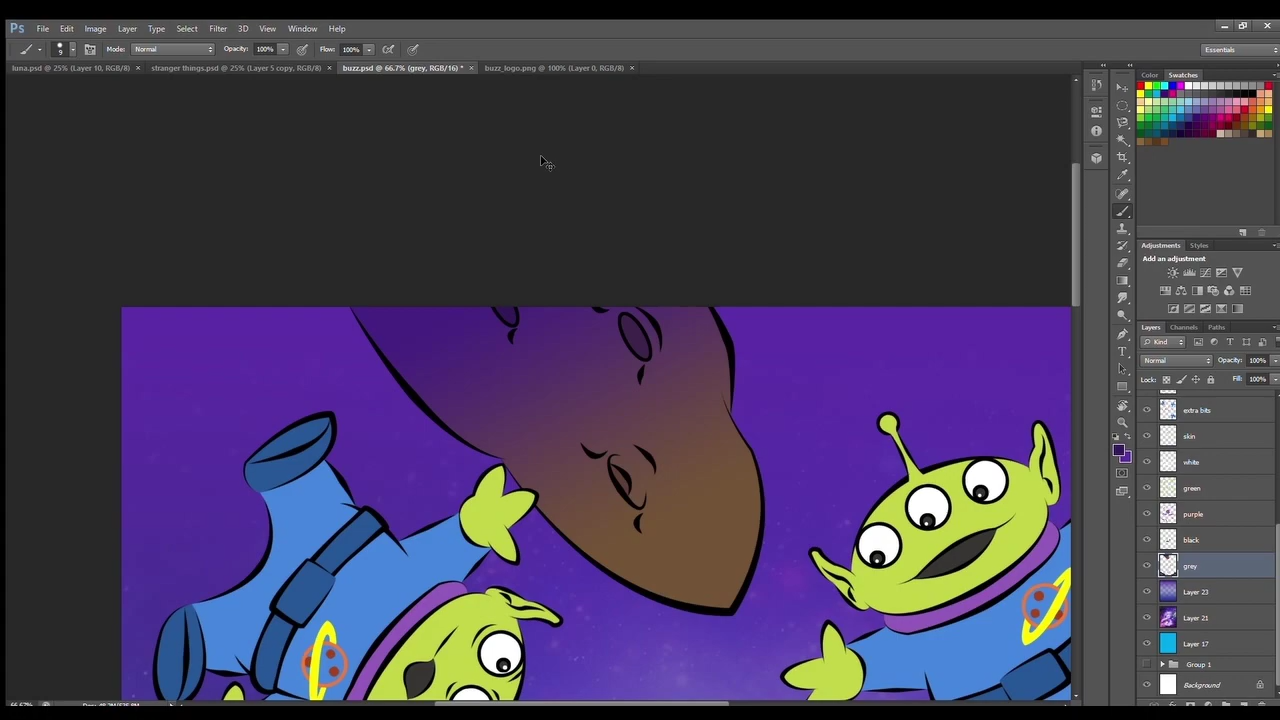 Ps File Edit Image Layer Type Select Filter 3D View Window Help
9 Mode: Normal Opacity: 100% Flow: 100% Essentials
luna.psd @ 25% (Layer 10, RGB/8) × stranger things.psd @ 25% (Layer 5 copy, RGB/8) × buzz.psd @ 66.7% (grey, RGB/16) * × buzz_logo.png @ 100% (Layer 0, RGB/8) ×
Color Swatches
Adjustments Styles
Add an adjustment
Layers Channels Paths
Kind
Normal Opacity: 100%
Lock: Fill: 100%
extra bits
skin
white
green
purple
black
grey
Layer 23
Layer 21
Layer 17
Group 1
Background